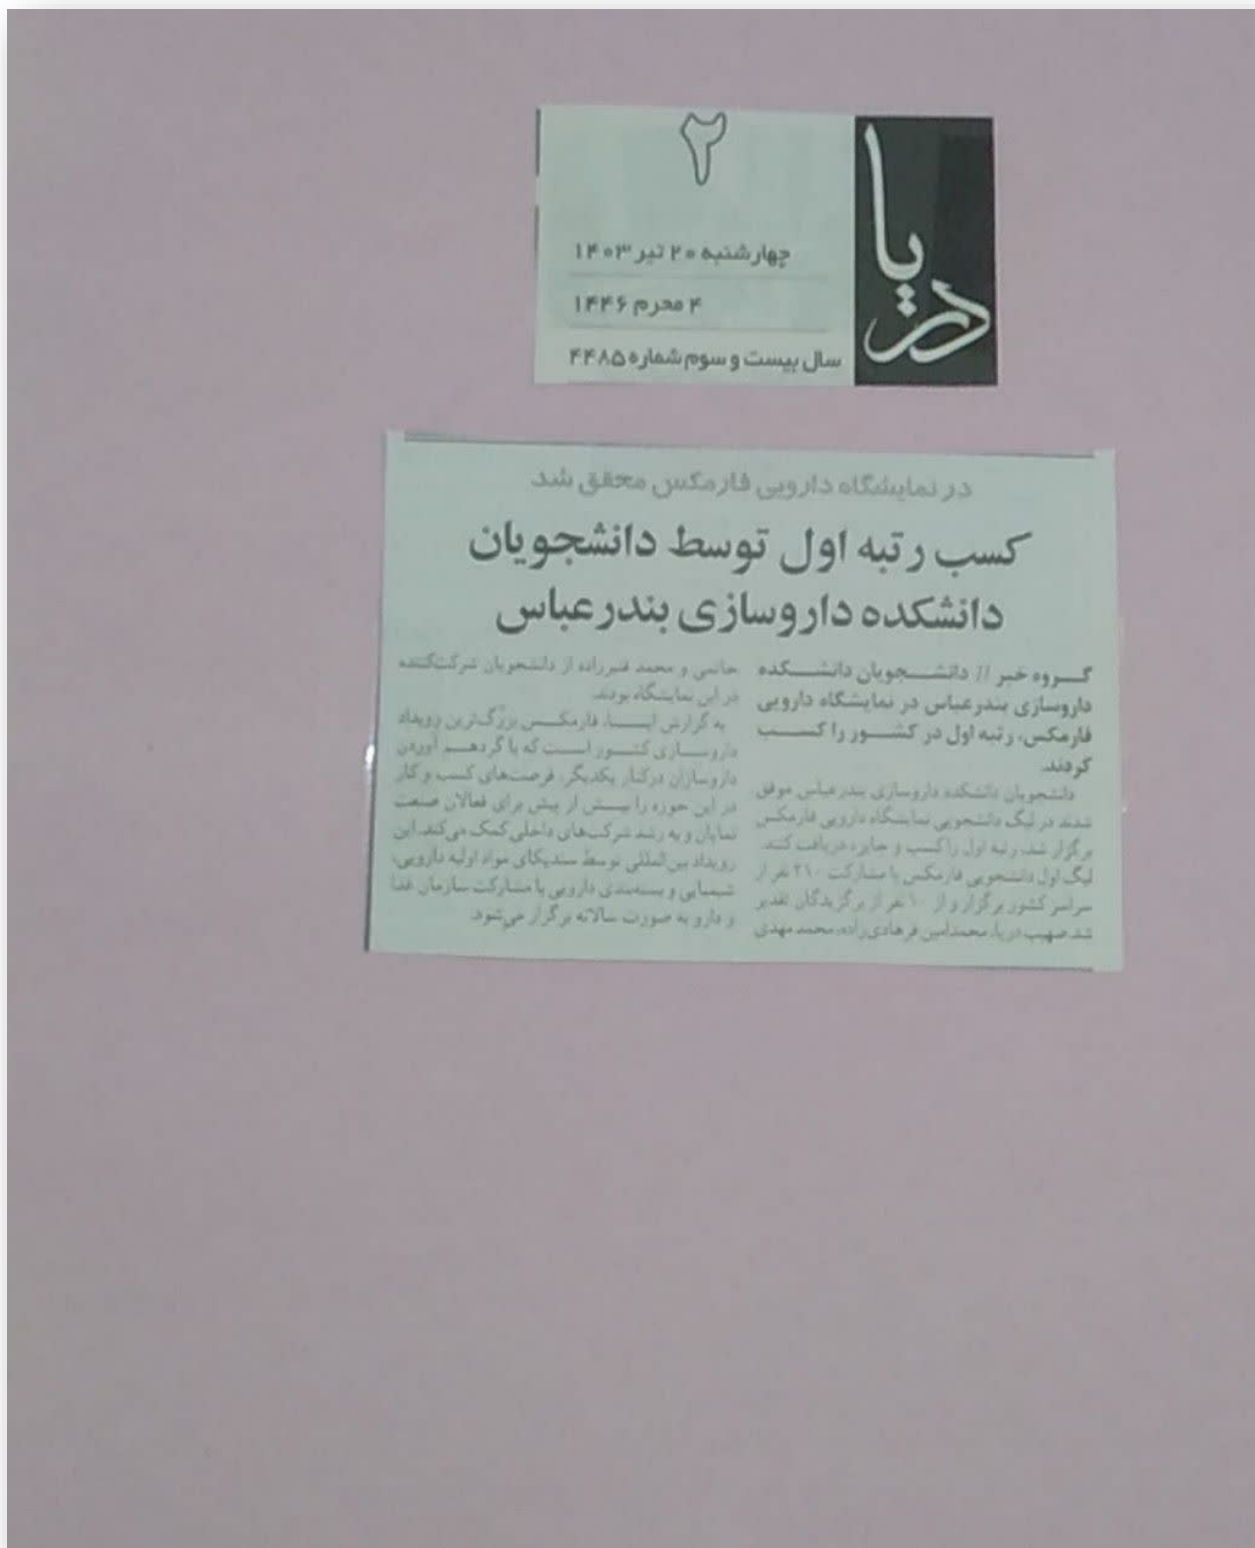 دریا
۲
چهارشنبه ۲۰ تیر ۱۴۰۳
۴ محرم ۱۴۴۶
سال بیست و سوم شماره ۴۴۸۵
در نمایشگاه دارویی فارمکس محقق شد
کسب رتبه اول توسط دانشجویان
دانشکده داروسازی بندرعباس
گروه خبر // دانشجویان دانشکده
داروسازی بندرعباس در نمایشگاه دارویی
فارمکس، رتبه اول در کشور را کسب
کردند.
دانشجویان دانشکده داروسازی بندرعباس موفق
شدند در لیگ دانشجویی نمایشگاه دارویی فارمکس
برگزار شد، رتبه اول را کسب و جایزه دریافت کنند.
لیگ اول دانشجویی فارمکس با مشارکت ۲۱۰ نفر از
سراسر کشور برگزار و از ۱۰ نفر از برگزیدگان تقدیر
شد. صهیب دریا، محمدامین فرهادی‌زاده، محمد مهدی
حاتمی و محمد قنبرزاده از دانشجویان شرکت‌کننده
در این نمایشگاه بودند.
به گزارش ایسنا، فارمکس بزرگ‌ترین رویداد
داروسازی کشور است که با گردهم آوردن
داروسازان درکنار یکدیگر، فرصت‌های کسب و کار
در این حوزه را بیش از پیش برای فعالان صنعت
نمایان و به رشد شرکت‌های داخلی کمک می‌کند. این
رویداد بین‌المللی توسط سندیکای مواد اولیه دارویی،
شیمیایی و بسته‌بندی دارویی با مشارکت سازمان غذا
و دارو به صورت سالانه برگزار می‌شود.